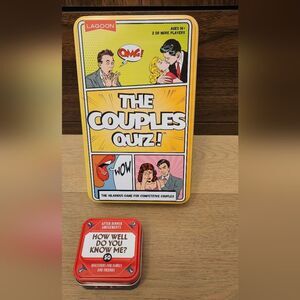 LAGOON
AGES 16+
2 OR MORE PLAYERS
OMG!
THE
COUPLES
QUIZ!
WOW
THE HILARIOUS GAME FOR COMPETITIVE COUPLES
AFTER DINNER
AMUSEMENTS
HOW WELL
DO YOU
KNOW ME?
50
QUESTIONS FOR FAMILY
AND FRIENDS